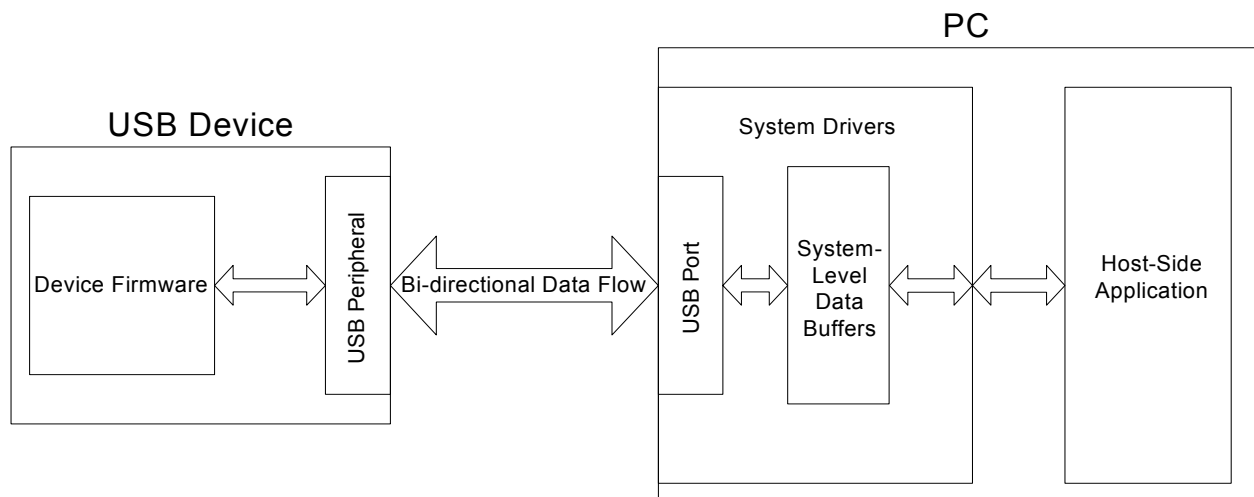 PC
USB Device
System Drivers
Device Firmware
USB Peripheral
Bi-directional Data Flow
USB Port
System-
Level
Data
Buffers
Host-Side
Application